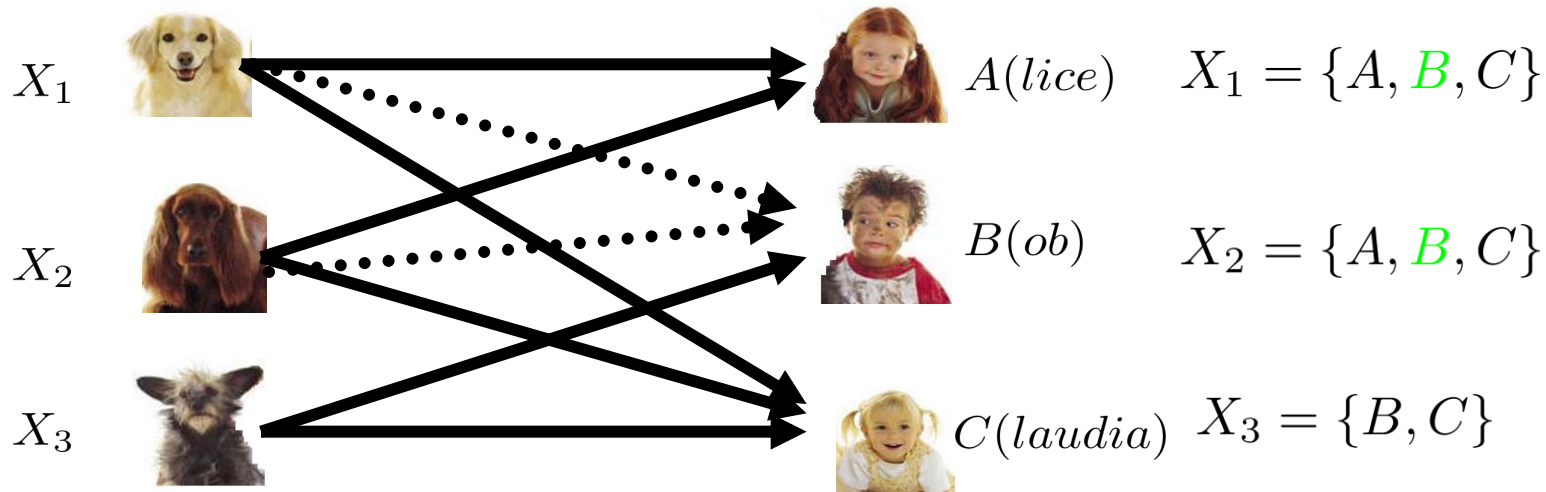 X₁ A(lice) X₁ = {A, B, C}
X₂ B(ob) X₂ = {A, B, C}
X₃ C(laudia) X₃ = {B, C}